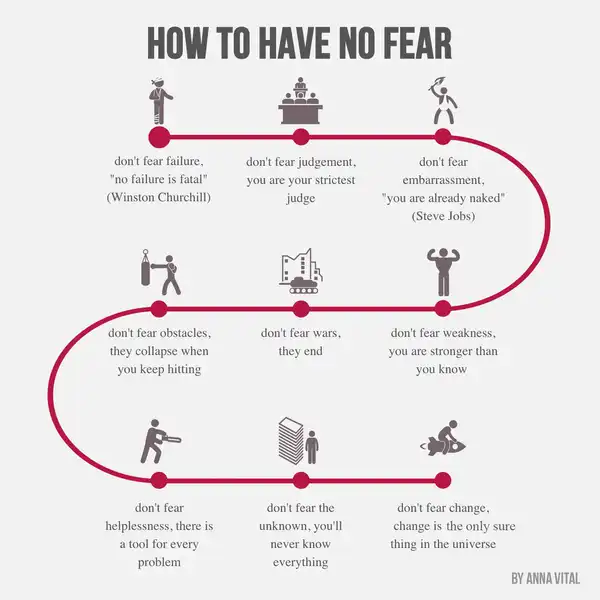 HOW TO HAVE NO FEAR
don't fear failure,
"no failure is fatal"
(Winston Churchill)
don't fear judgement,
you are your strictest
judge
don't fear
embarrassment,
"you are already naked"
(Steve Jobs)
don't fear weakness,
you are stronger than
you know
don't fear wars,
they end
don't fear obstacles,
they collapse when
you keep hitting
don't fear
helplessness, there is
a tool for every
problem
don't fear the
unknown, you'll
never know
everything
don't fear change,
change is the only sure
thing in the universe
BY ANNA VITAL